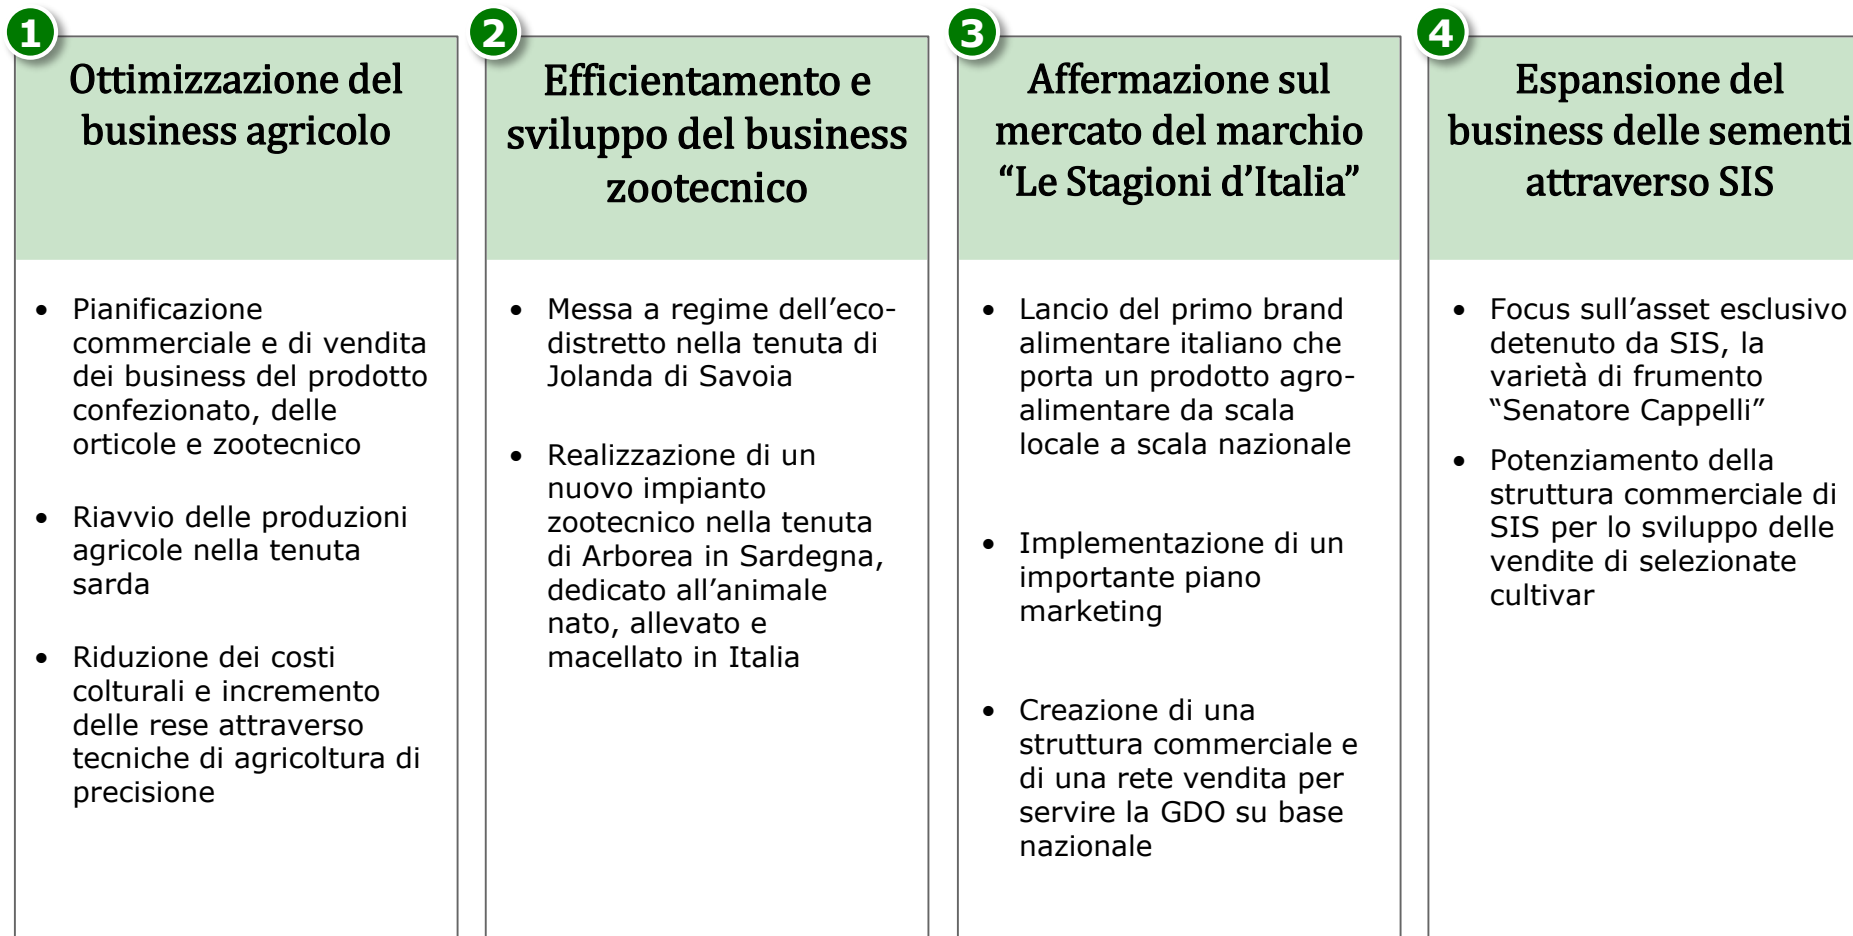 1
Ottimizzazione del
business agricolo
• Pianificazione
commerciale e di vendita
dei business del prodotto
confezionato, delle
orticole e zootecnico
• Riavvio delle produzioni
agricole nella tenuta
sarda
• Riduzione dei costi
colturali e incremento
delle rese attraverso
tecniche di agricoltura di
precisione
2
Efficientamento e
sviluppo del business
zootecnico
• Messa a regime dell’eco-
distretto nella tenuta di
Jolanda di Savoia
• Realizzazione di un
nuovo impianto
zootecnico nella tenuta
di Arborea in Sardegna,
dedicato all’animale
nato, allevato e
macellato in Italia
3
Affermazione sul
mercato del marchio
“Le Stagioni d’Italia”
• Lancio del primo brand
alimentare italiano che
porta un prodotto agro-
alimentare da scala
locale a scala nazionale
• Implementazione di un
importante piano
marketing
• Creazione di una
struttura commerciale e
di una rete vendita per
servire la GDO su base
nazionale
4
Espansione del
business delle sementi
attraverso SIS
• Focus sull’asset esclusivo
detenuto da SIS, la
varietà di frumento
“Senatore Cappelli”
• Potenziamento della
struttura commerciale di
SIS per lo sviluppo delle
vendite di selezionate
cultivar